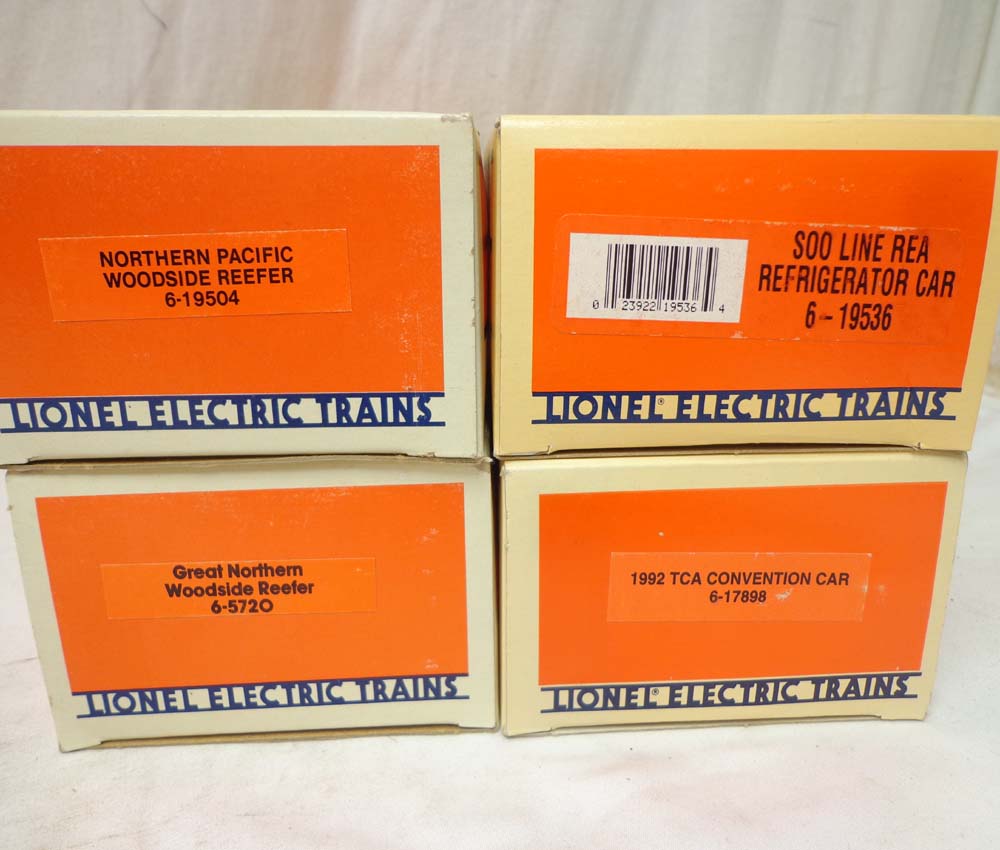 NORTHERN PACIFIC
WOODSIDE REEFER
6-19504
LIONEL ELECTRIC TRAINS
SOO LINE REA
REFRIGERATOR CAR
6-19536
0 23922 19536 4
LIONEL® ELECTRIC TRAINS
Great Northern
Woodside Reefer
6-5720
LIONEL ELECTRIC TRAINS
1992 TCA CONVENTION CAR
6-17898
LIONEL® ELECTRIC TRAINS